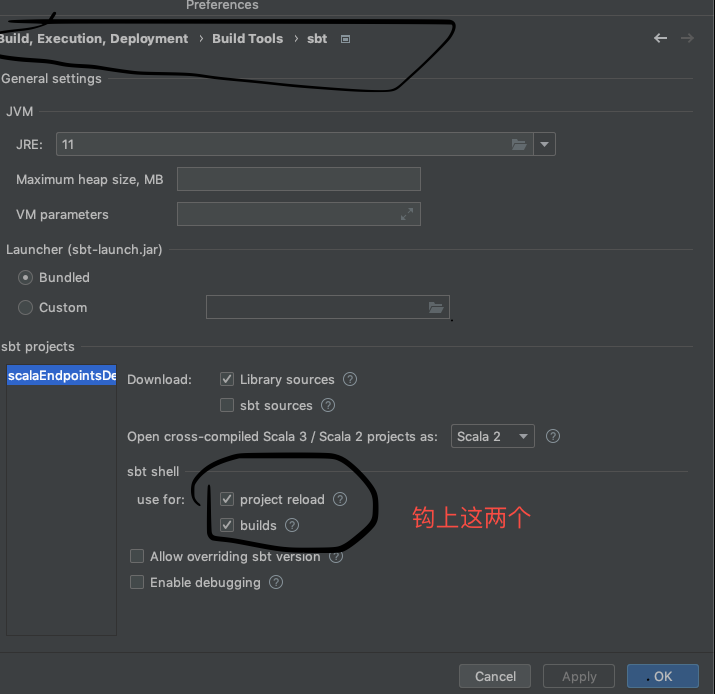 Preferences
Build, Execution, Deployment › Build Tools › sbt
General settings
JVM
JRE: 11
Maximum heap size, MB
VM parameters
Launcher (sbt-launch.jar)
Bundled
Custom
sbt projects
scalaEndpointsDe
Download: Library sources ?
sbt sources ?
Open cross-compiled Scala 3 / Scala 2 projects as: Scala 2 ?
sbt shell
use for: project reload ?
builds ?
钩上这两个
Allow overriding sbt version ?
Enable debugging ?
Cancel Apply OK